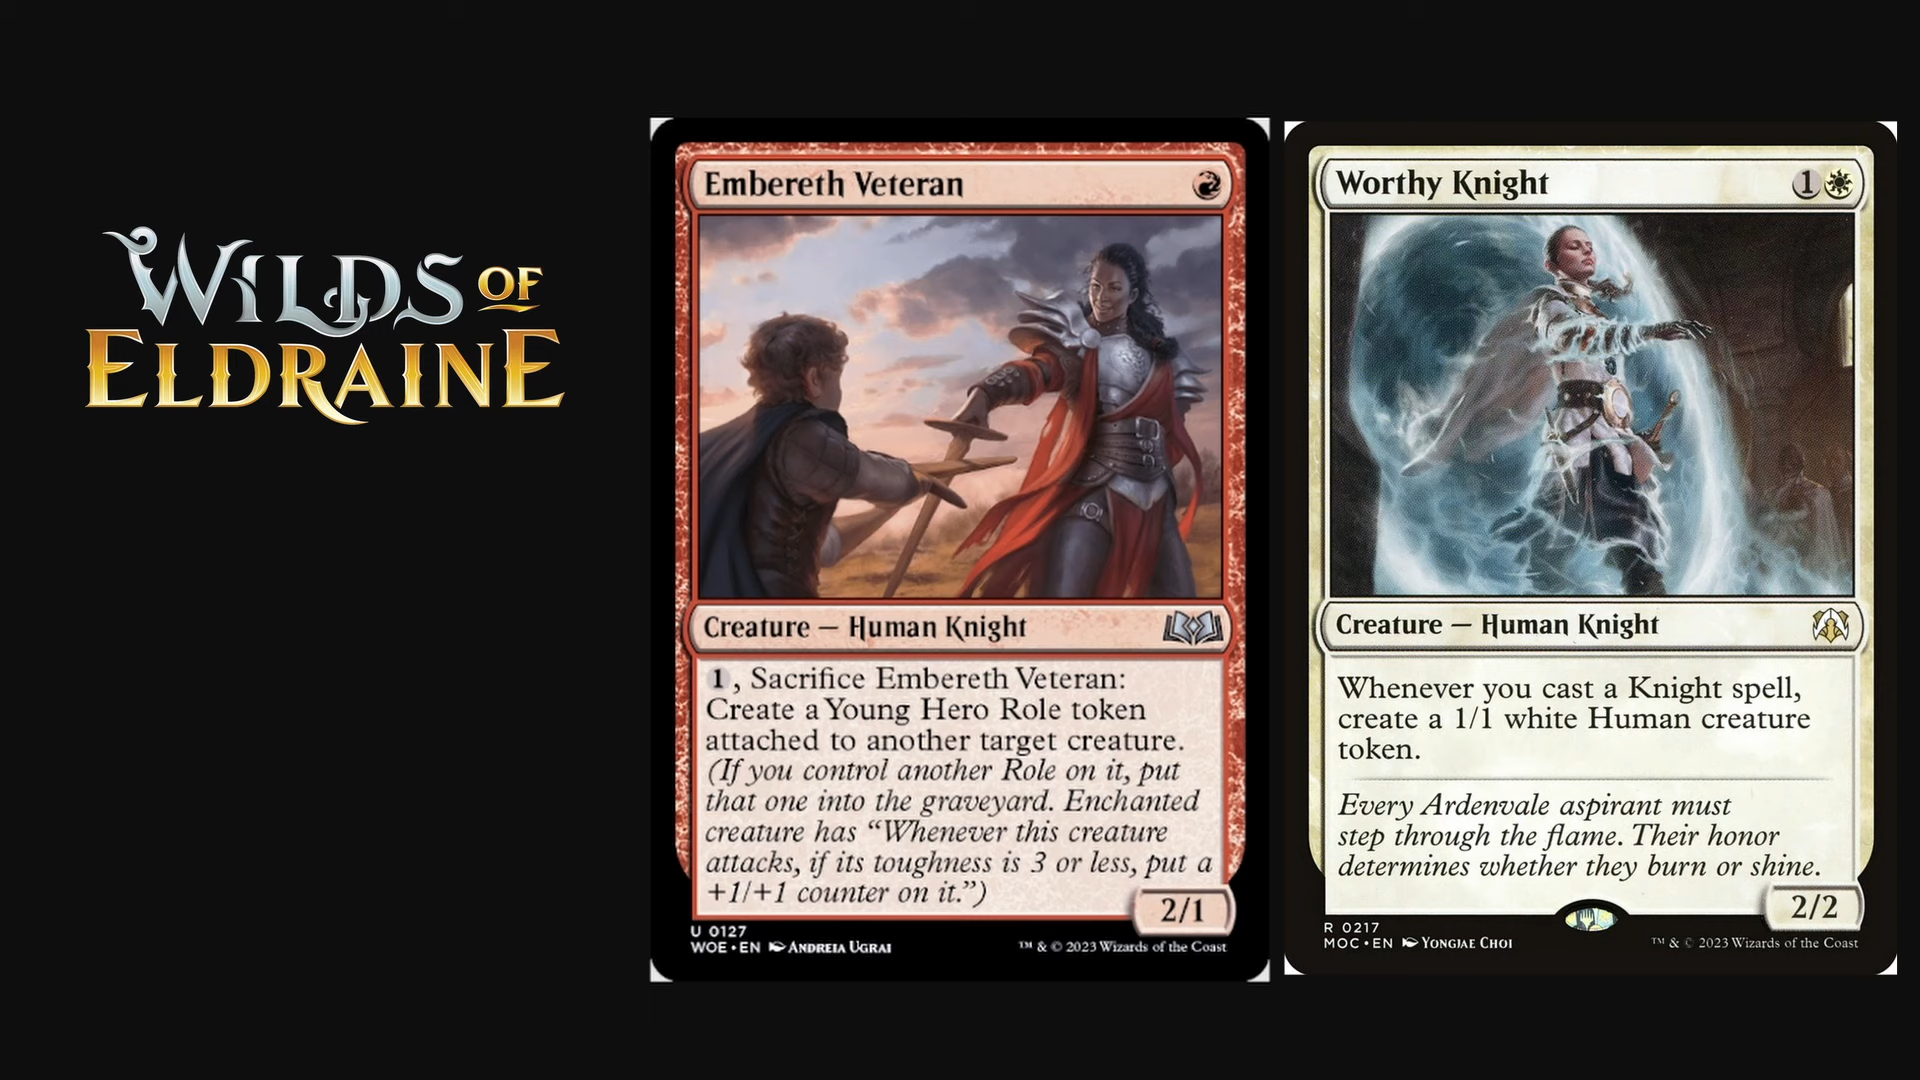 WILDS OF
ELDRAINE
Embereth Veteran
Creature — Human Knight
1, Sacrifice Embereth Veteran:
Create a Young Hero Role token
attached to another target creature.
(If you control another Role on it, put
that one into the graveyard. Enchanted
creature has “Whenever this creature
attacks, if its toughness is 3 or less, put a
+1/+1 counter on it.”)
2/1
U 0127
WOE • EN Andreia Ugrai
™ & © 2023 Wizards of the Coast
Worthy Knight 1
Creature — Human Knight
Whenever you cast a Knight spell,
create a 1/1 white Human creature
token.
Every Ardenvale aspirant must
step through the flame. Their honor
determines whether they burn or shine.
2/2
R 0217
MOC • EN Yongjae Choi
™ & © 2023 Wizards of the Coast